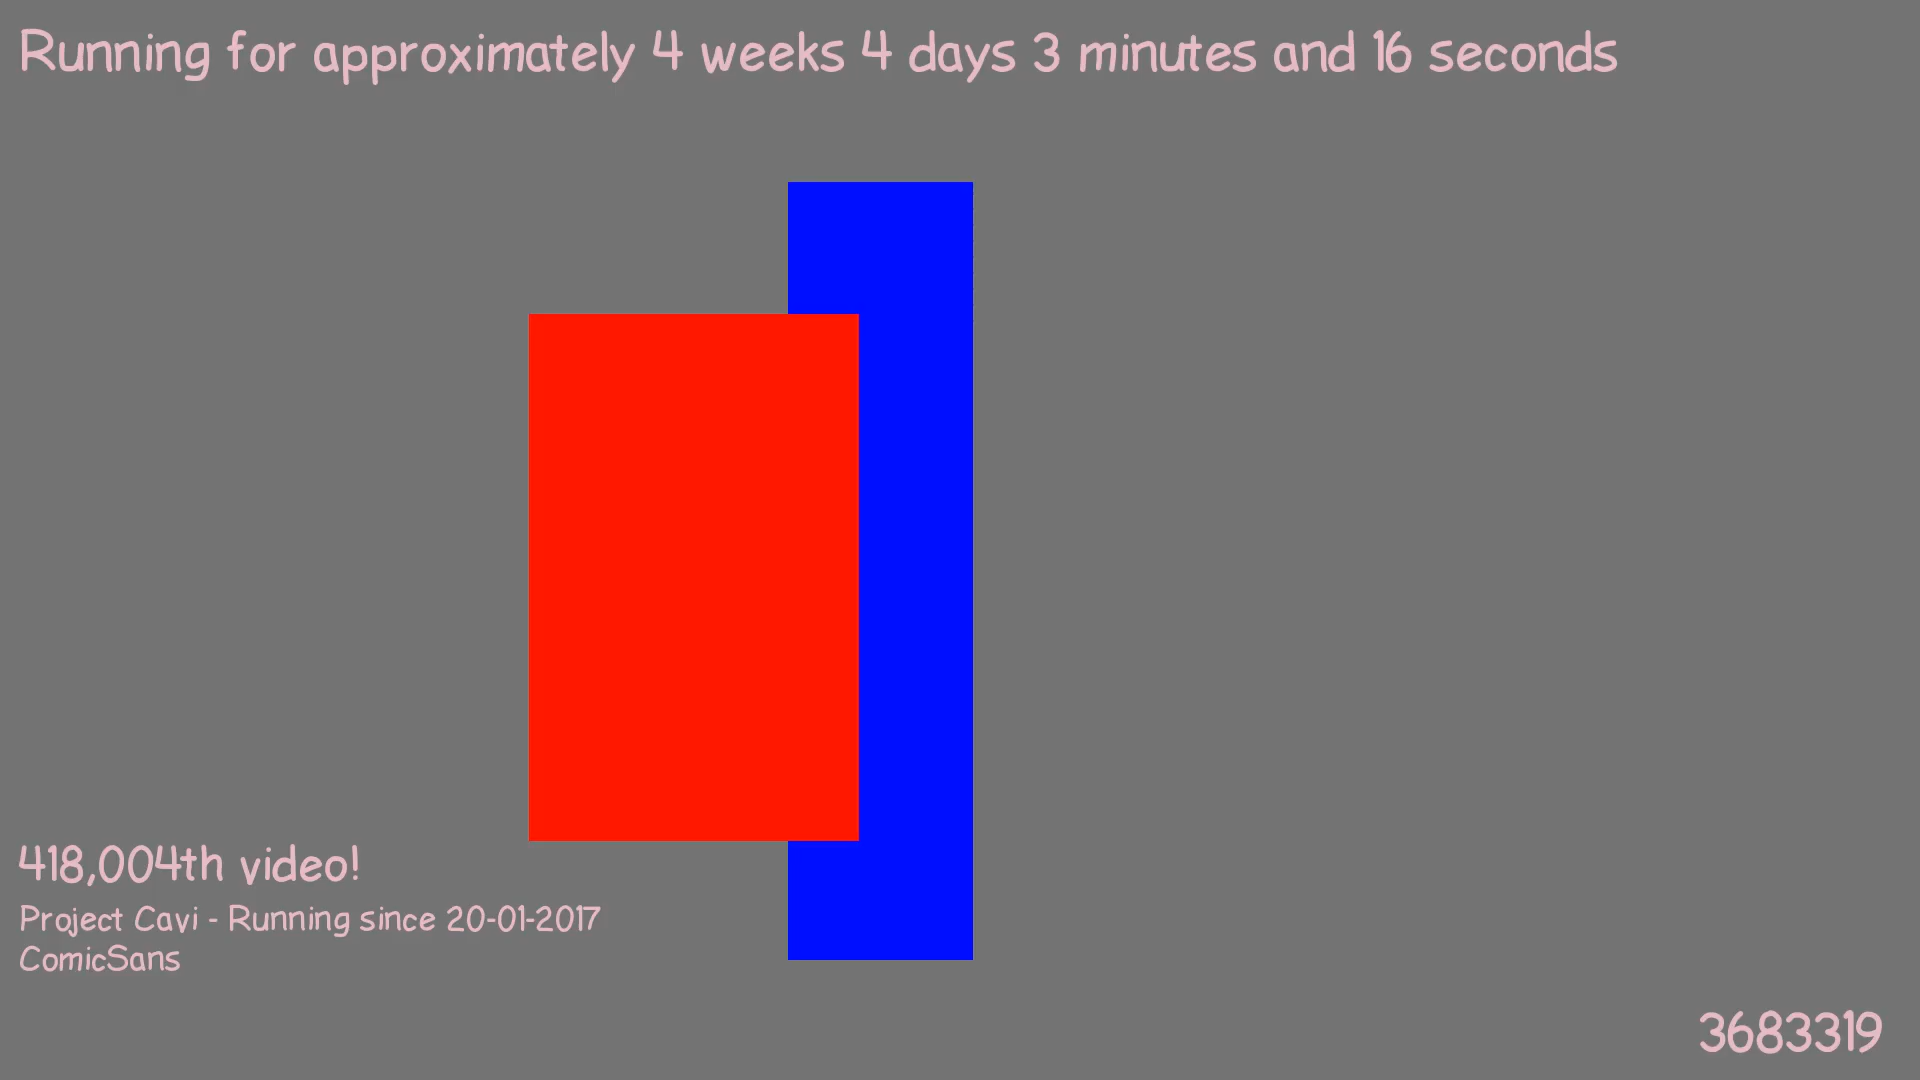 Running for approximately 4 weeks 4 days 3 minutes and 16 seconds
418,004th video!
Project Cavi - Running since 20-01-2017
ComicSans
3683319